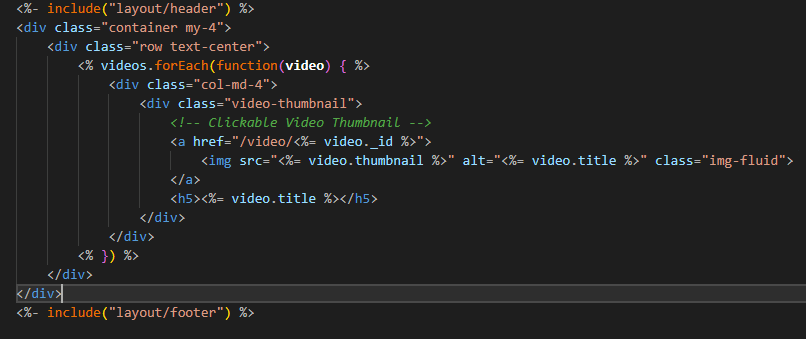 <%- include("layout/header") %>
<div class="container my-4">
    <div class="row text-center">
        <% videos.forEach(function(video) { %>
            <div class="col-md-4">
                <div class="video-thumbnail">
                    <!-- Clickable Video Thumbnail -->
                    <a href="/video/<%= video._id %>">
                        <img src="<%= video.thumbnail %>" alt="<%= video.title %>" class="img-fluid">
                    </a>
                    <h5><%= video.title %></h5>
                </div>
            </div>
        <% }) %>
    </div>
</div>
<%- include("layout/footer") %>